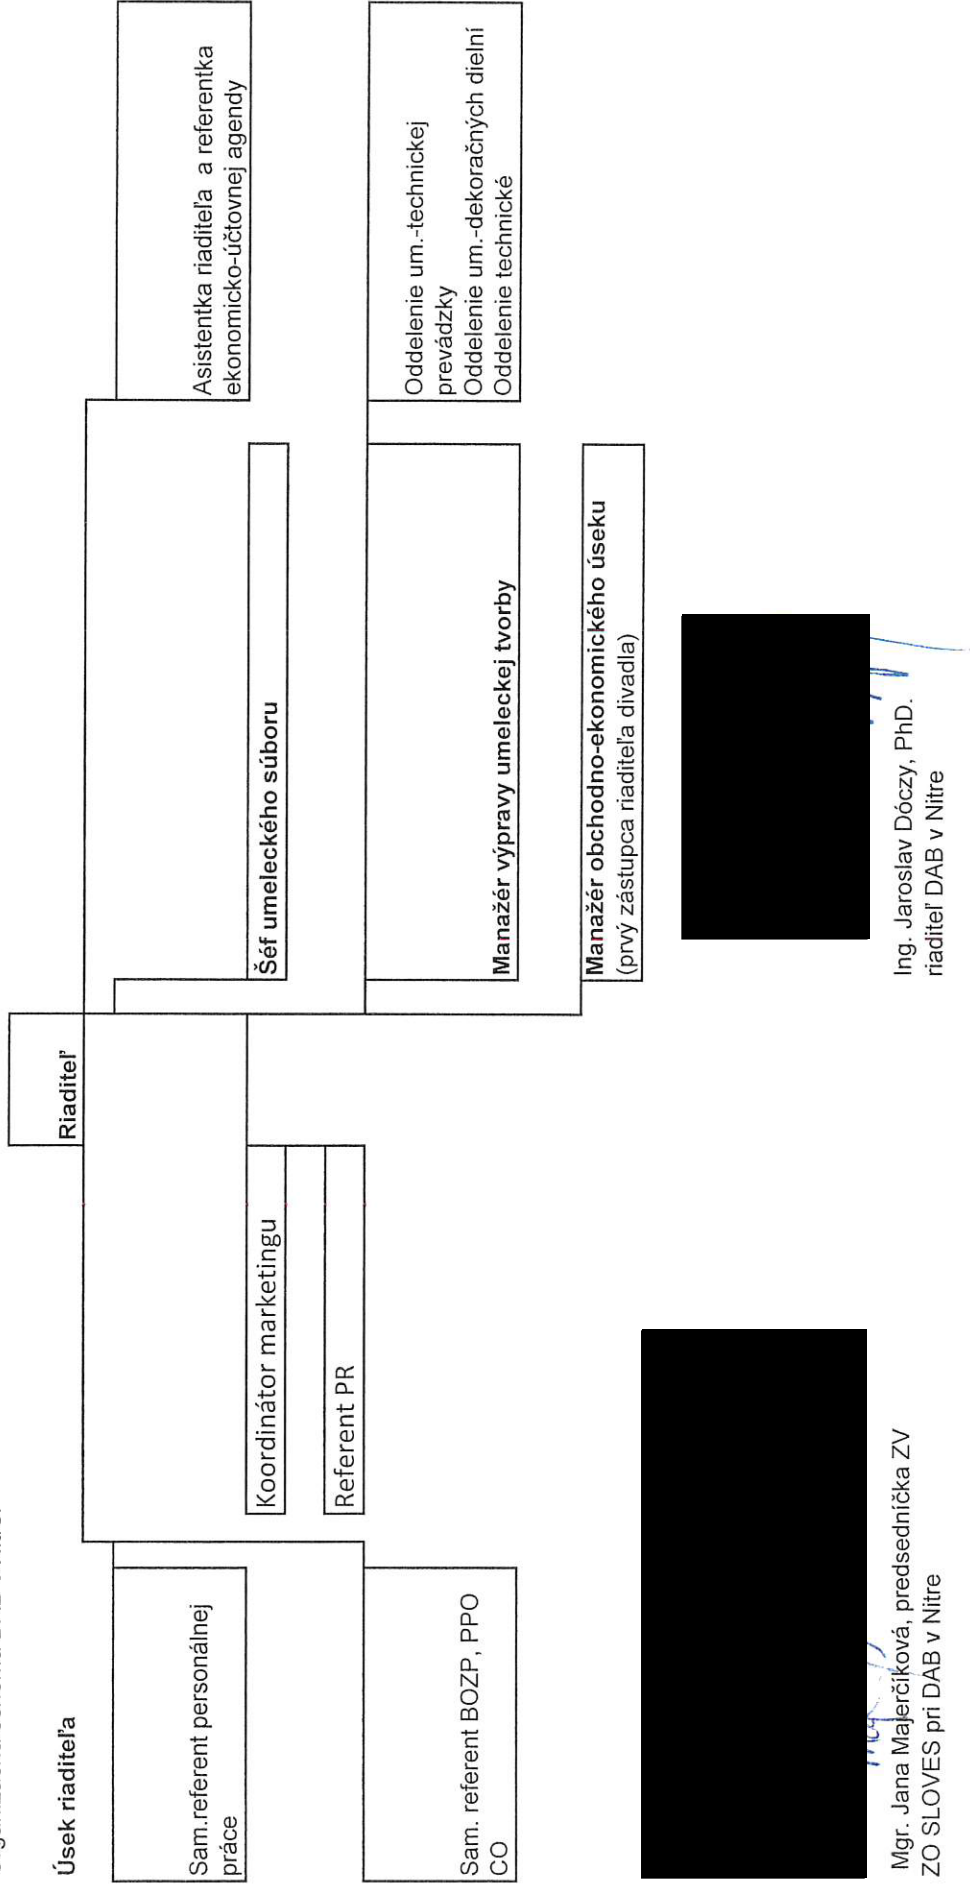 Úsek riaditeľa
Riaditeľ
Sam.referent personálnej
práce
Asistentka riaditeľa a referentka
ekonomicko-účtovnej agendy
Koordinátor marketingu
Šéf umeleckého súboru
Referent PR
Sam. referent BOZP, PPO
CO
Manažér výpravy umeleckej tvorby
Oddelenie um.-technickej
prevádzky
Oddelenie um.-dekoračných dielní
Oddelenie technické
Manažér obchodno-ekonomického úseku
(prvý zástupca riaditeľa divadla)
Mgr. Jana Majerčíková, predsedníčka ZV
ZO SLOVES pri DAB v Nitre
Ing. Jaroslav Dóczy, PhD.
riaditeľ DAB v Nitre